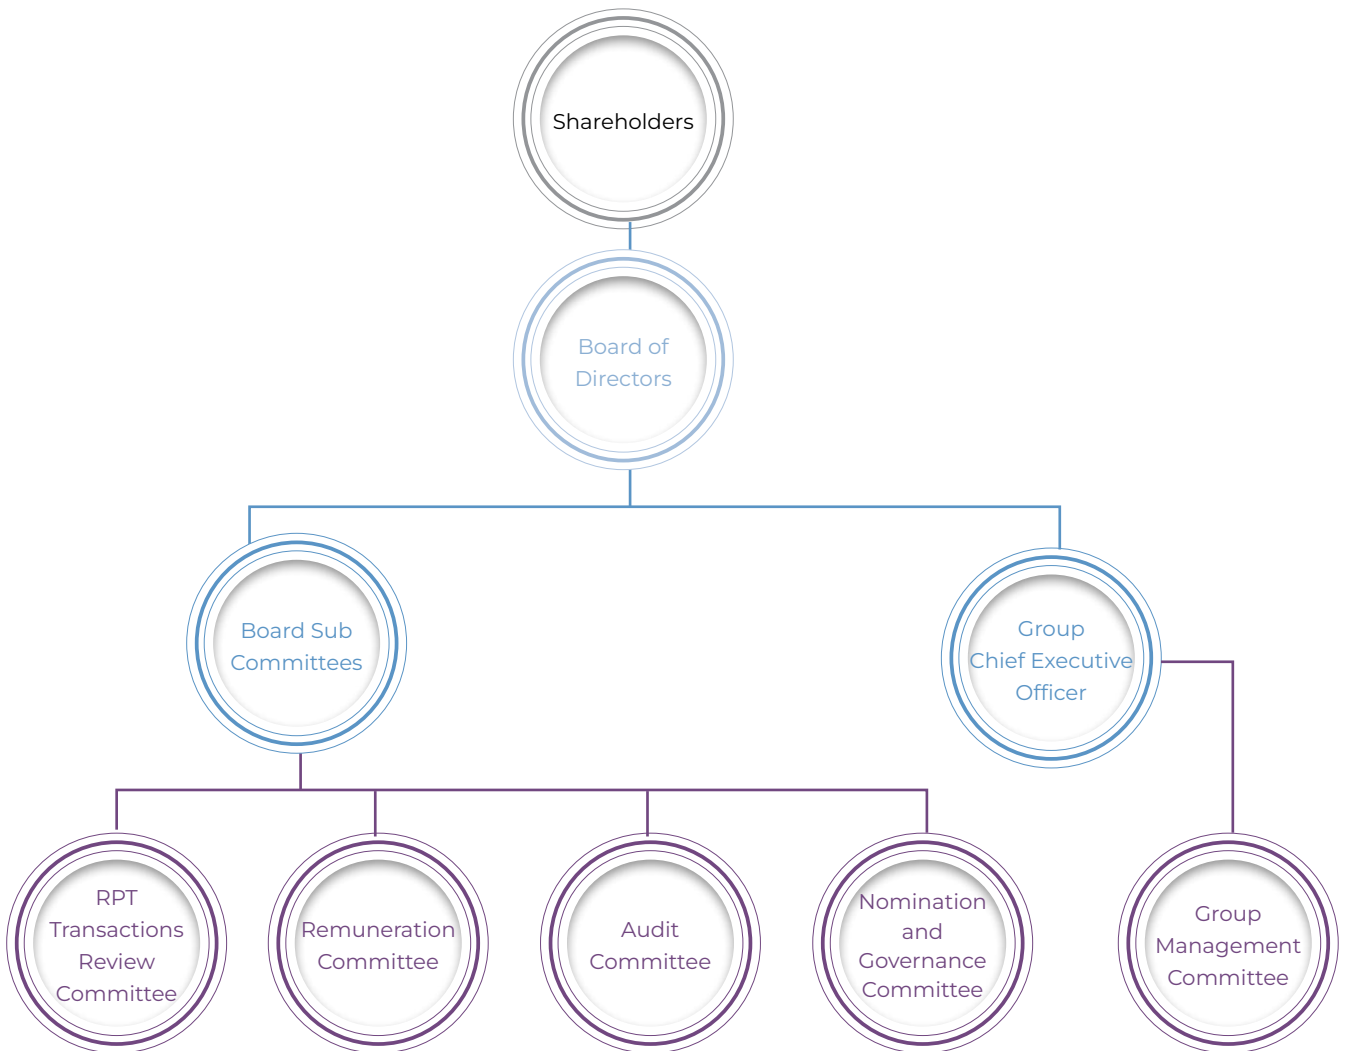 Shareholders
Board of
Directors
Board Sub
Committees
Group
Chief Executive
Officer
RPT
Transactions
Review
Committee
Remuneration
Committee
Audit
Committee
Nomination
and
Governance
Committee
Group
Management
Committee